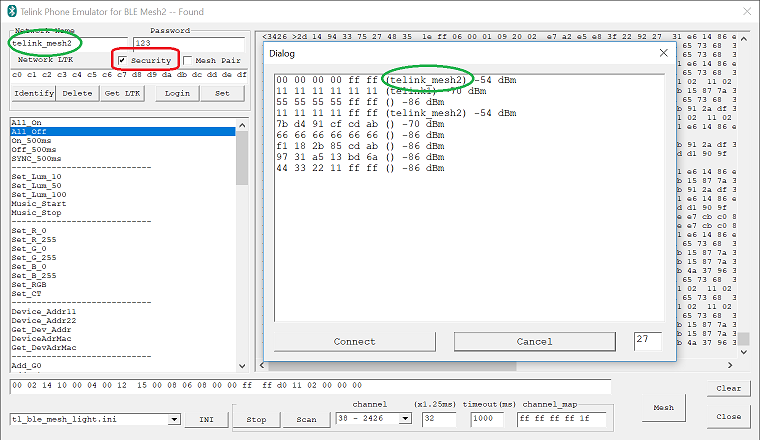 Telink Phone Emulator for BLE Mesh2 -- Found
Network Name
Password
telink_mesh2
123
Network LTK
Security
Mesh Pair
c0 c1 c2 c3 c4 c5 c6 c7 d8 d9 da db dc dd de df
Identify
Delete
Get LTK
Login
Set
All_On
All_Off
On_500ms
Off_500ms
SYNC_500ms
-----------------------------
Set_Lum_10
Set_Lum_50
Set_Lum_100
Music_Start
Music_Stop
-----------------------------
Set_R_0
Set_R_255
Set_G_0
Set_G_255
Set_B_0
Set_B_255
Set_RGB
Set_CT
-----------------------------
Device_Addr11
Device_Addr22
Get_Dev_Addr
DeviceAdrMac
Get_DevAdrMac
-----------------------------
Add_G0
<3426 >2d 14 94 33 75 27 48 35 1e ff 06 00 01 09 20 02 e7 a2 e5 e8 3f 22 92 27 31 e6 14 86 e
Dialog
00 00 00 00 ff ff (telink_mesh2) -54 dBm
11 11 11 11 11 11 (telink1) -70 dBm
55 55 55 55 ff ff () -86 dBm
11 11 11 11 ff ff (telink_mesh2) -54 dBm
7b d4 91 cf cd ab () -70 dBm
66 66 66 66 66 66 () -86 dBm
f1 18 2b 85 cd ab () -86 dBm
97 31 a5 13 bd 6a () -86 dBm
44 33 22 11 ff ff () -86 dBm
Connect
Cancel
27
00 02 14 10 00 04 00 12 15 00 08 06 08 00 00 ff ff d0 11 02 00 00 00
Clear
tl_ble_mesh_light.ini
INI
Stop
Scan
channel
38 - 2426
(x1.25ms)
32
timeout(ms)
1000
channel_map
ff ff ff ff 1f
Mesh
Close